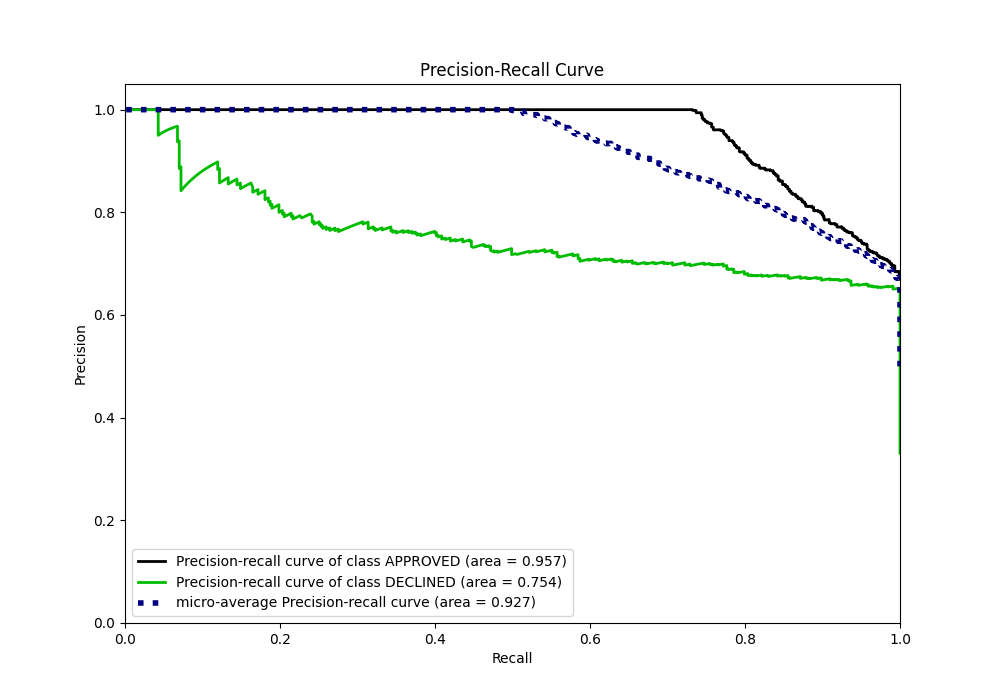 Precision-Recall Curve
1.0
0.8
0.6
0.4
0.2
0.0
Precision
Precision-recall curve of class APPROVED (area = 0.957)
Precision-recall curve of class DECLINED (area = 0.754)
micro-average Precision-recall curve (area = 0.927)
0.0 0.2 0.4 0.6 0.8 1.0
Recall